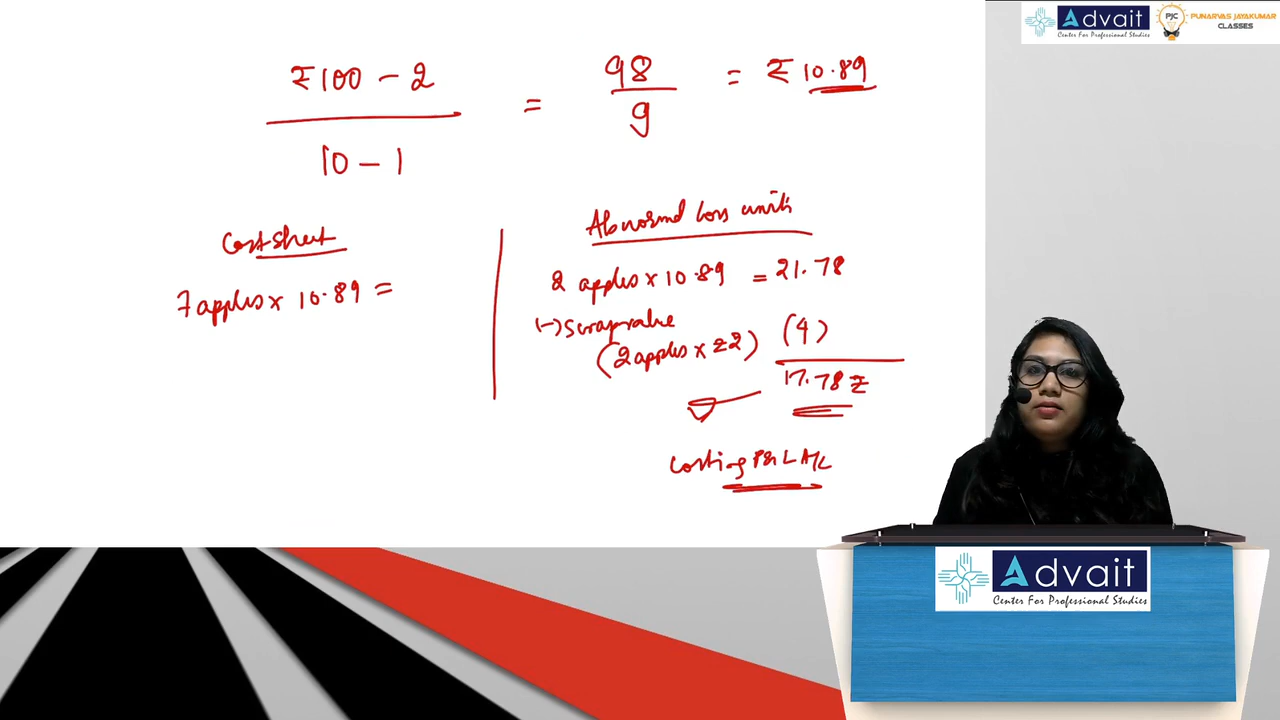 Advait
Center For Professional Studies
PJC
PUNARVAS JAYAKUMAR
CLASSES
₹100 - 2
10 - 1
=
98
9
= ₹ 10.89
Cost sheet
7 apples x 10.89 =
Abnormal loss units
2 apples x 10.89 = 21.78
(-) Scrap value
(2 apples x ₹2) (4)
17.78 ₹
Costing P& L A/c
Advait
Center For Professional Studies